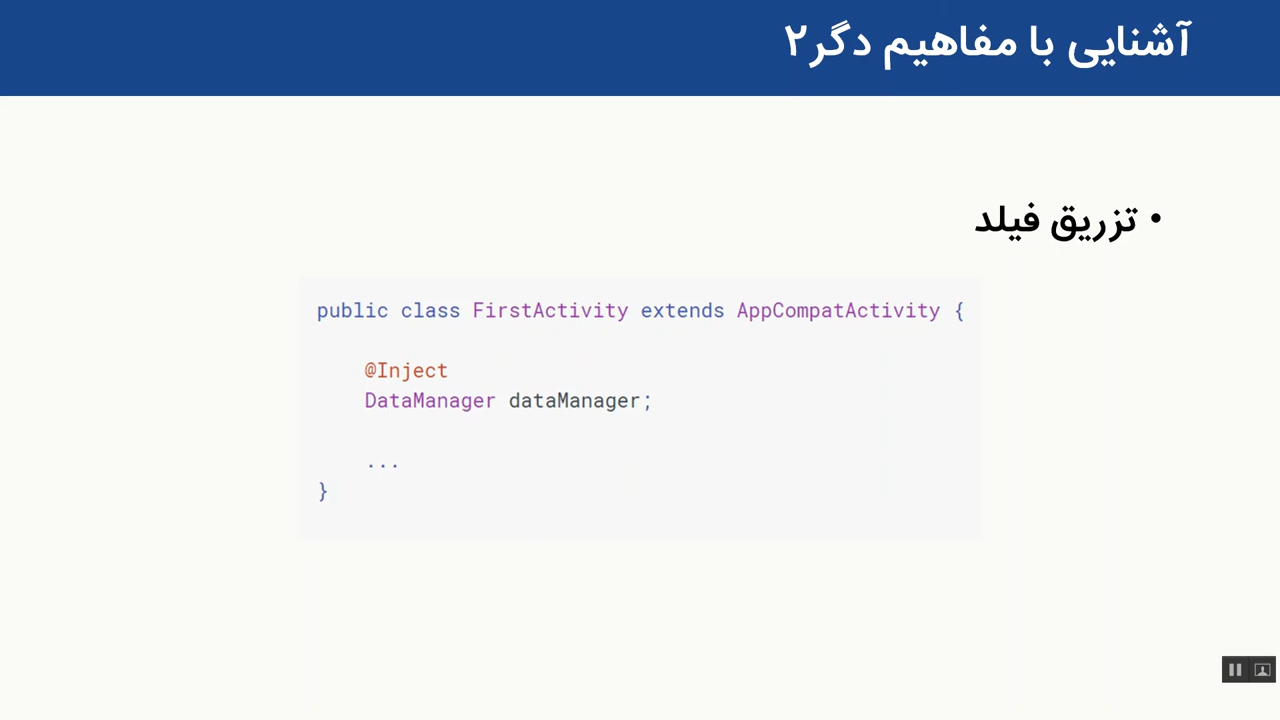 آشنایی با مفاهیم دگر۲
• تزریق فیلد
public class FirstActivity extends AppCompatActivity {
@Inject
DataManager dataManager;
...
}